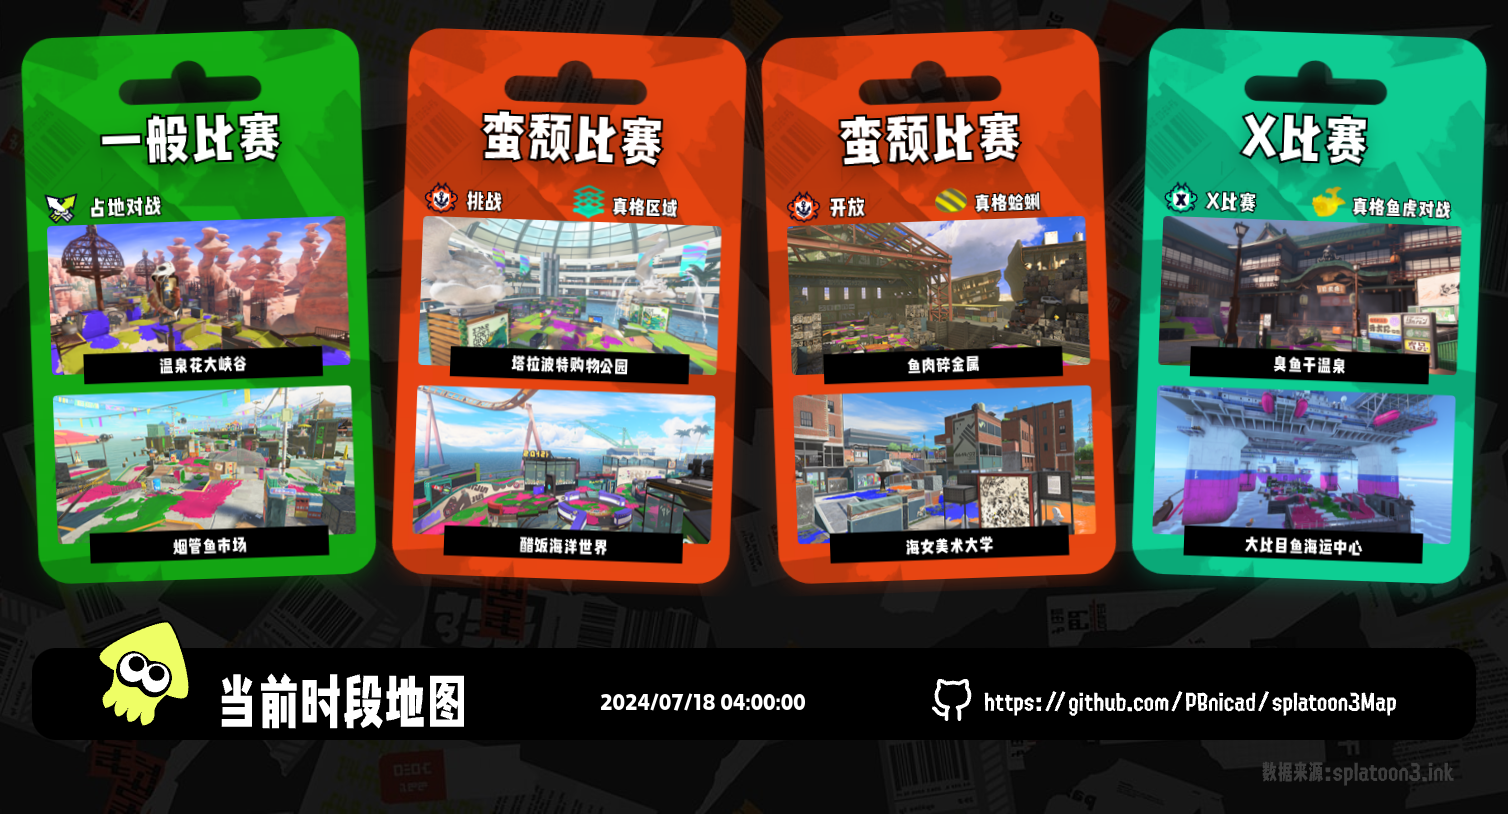 一般比赛
占地对战
温泉花大峡谷
烟管鱼市场
蛮颓比赛
挑战
真格区域
塔拉波特购物公园
醋饭海洋世界
蛮颓比赛
开放
真格蛤蜊
鱼肉碎金属
海女美术大学
X比赛
X比赛
真格鱼虎对战
臭鱼干温泉
大比目鱼海运中心
当前时段地图
2024/07/18 04:00:00
https://github.com/PBnicad/splatoon3Map
数据来源:splatoon3.ink